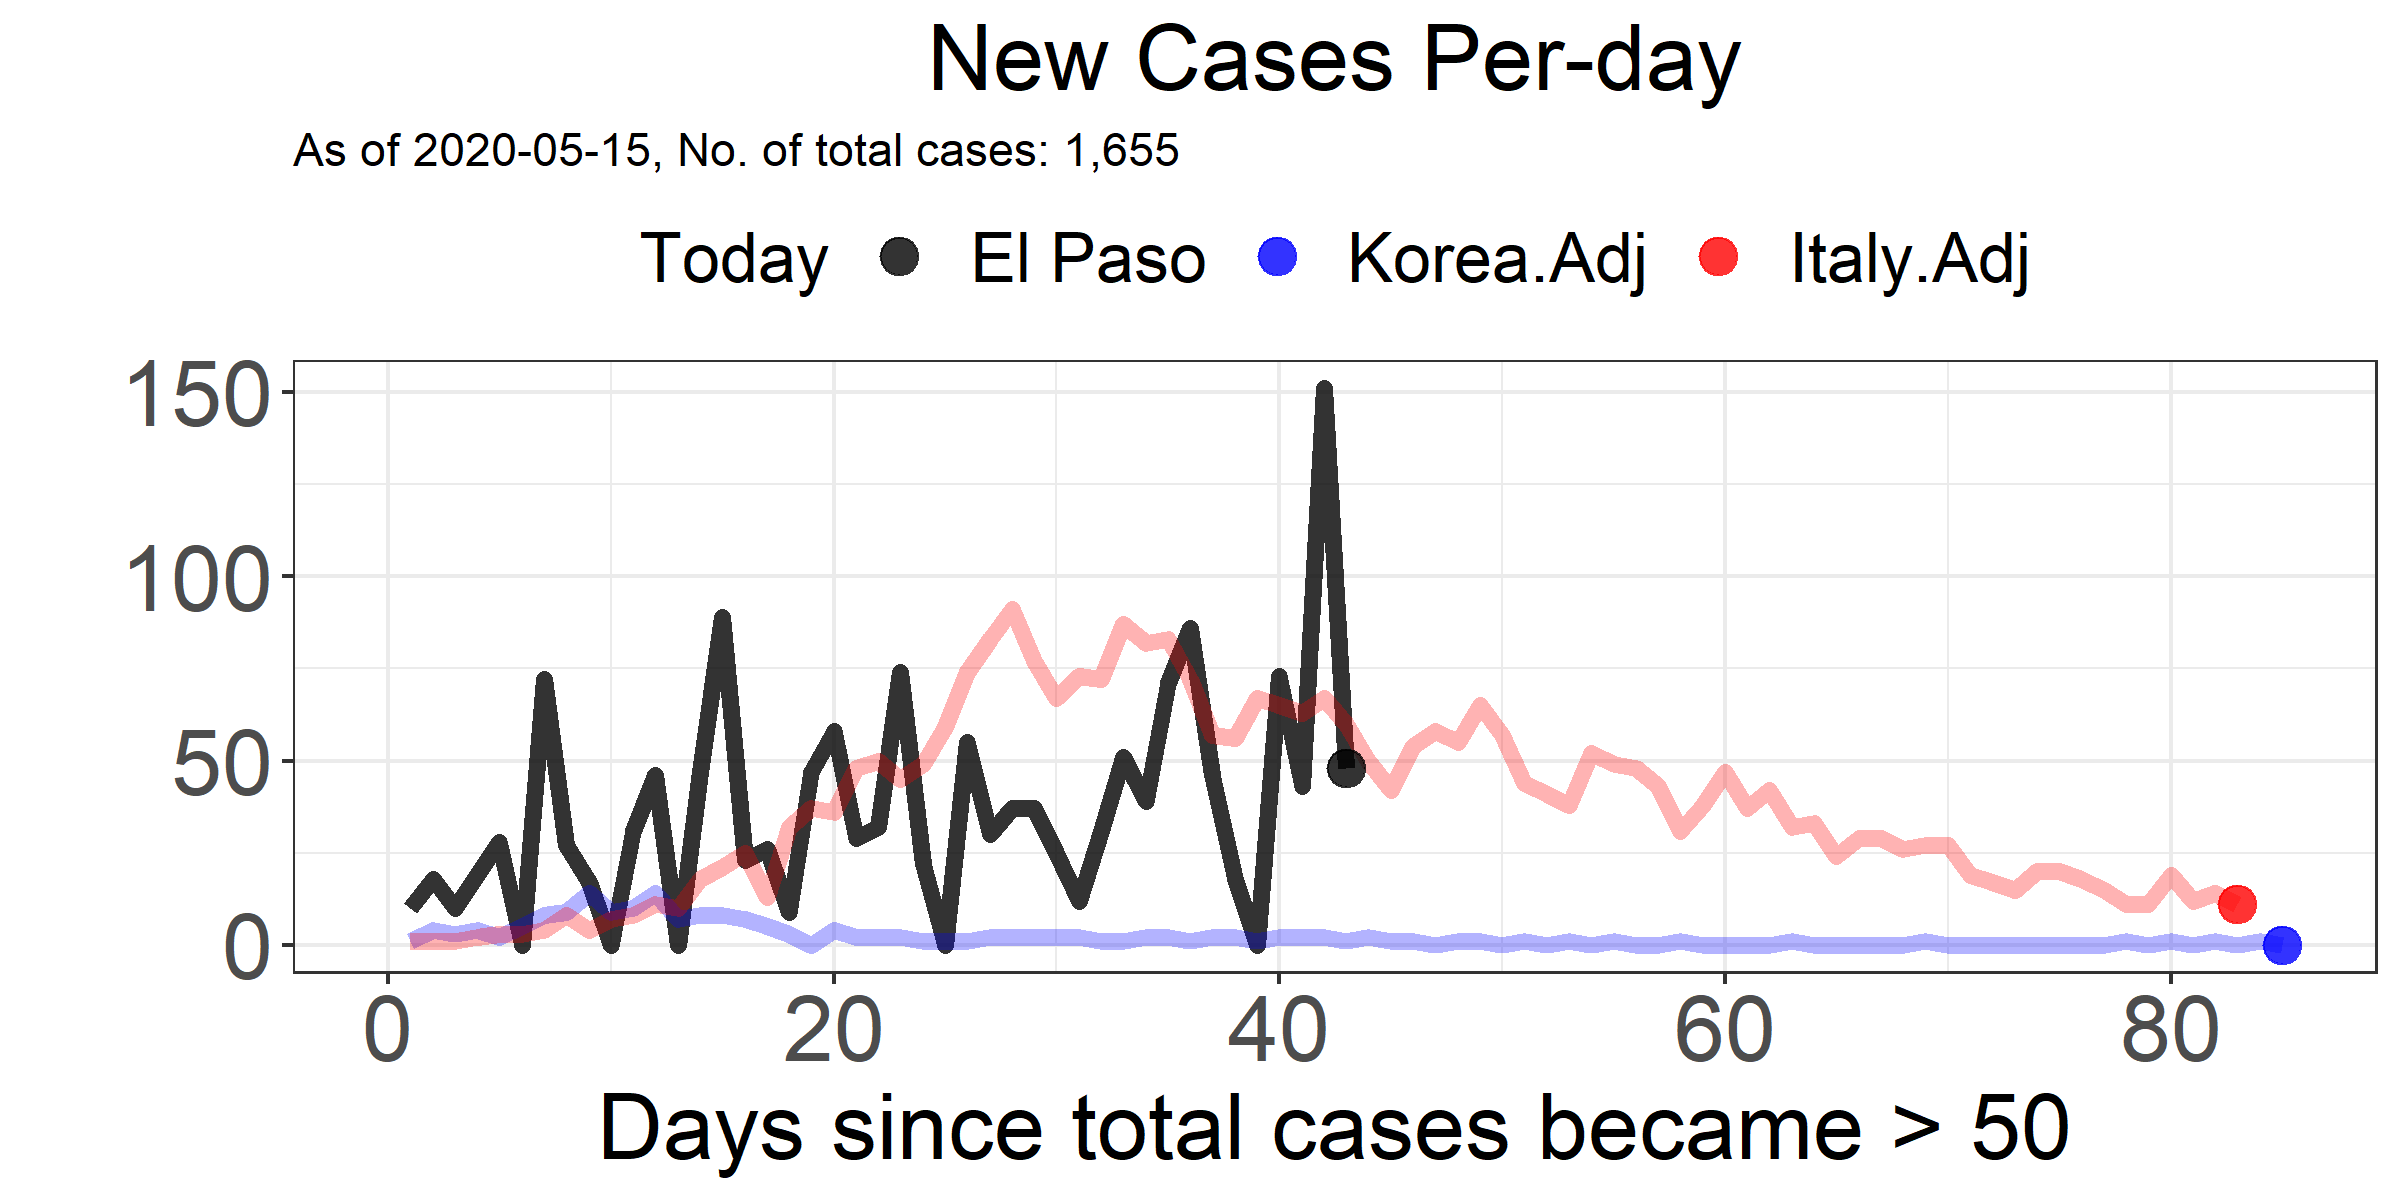 New Cases Per-day
As of 2020-05-15, No. of total cases: 1,655
Today El Paso Korea.Adj Italy.Adj
150
100
50
0
0 20 40 60 80
Days since total cases became > 50